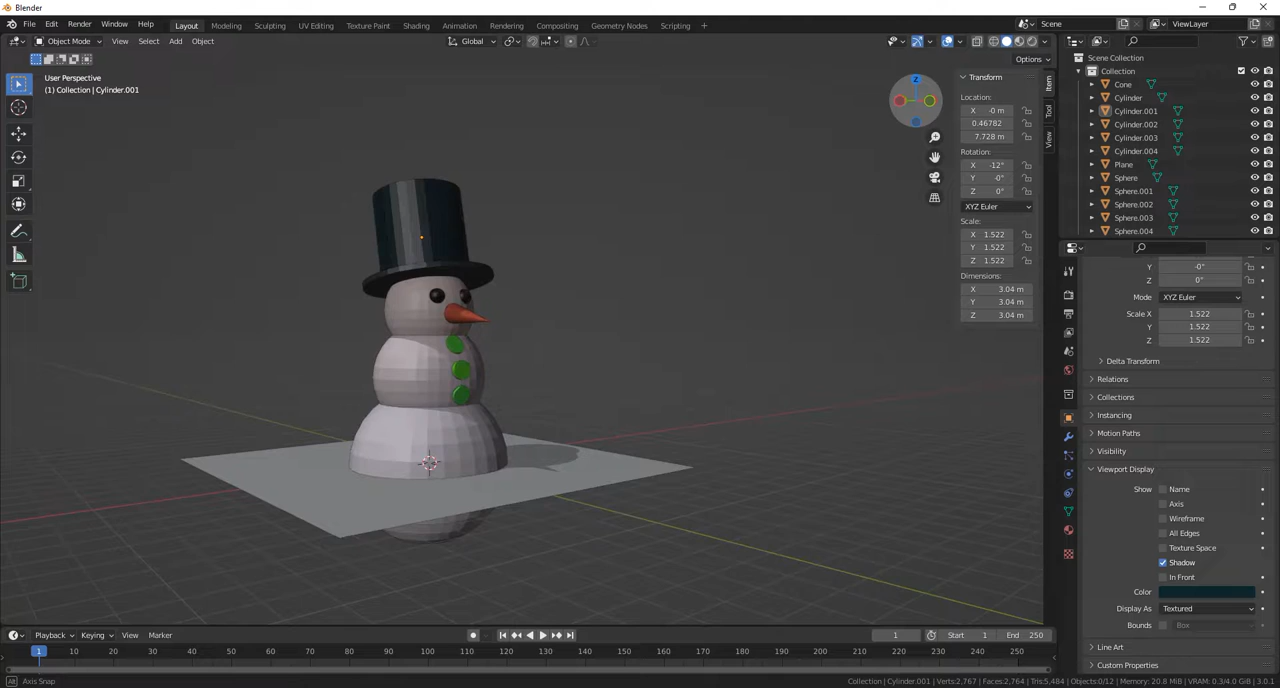 Blender
File Edit Render Window Help Layout Modeling Sculpting UV Editing Texture Paint Shading Animation Rendering Compositing Geometry Nodes Scripting + Scene ViewLayer
Object Mode View Select Add Object Global
Options
User Perspective
(1) Collection | Cylinder.001
Z
Transform
Location:
X -0 m
0.46782
7.728 m
Rotation:
X -12°
Y -0°
Z 0°
XYZ Euler
Scale:
X 1.522
Y 1.522
Z 1.522
Dimensions:
X 3.04 m
Y 3.04 m
Z 3.04 m
Item
Tool
View
Scene Collection
Collection
Cone
Cylinder
Cylinder.001
Cylinder.002
Cylinder.003
Cylinder.004
Plane
Sphere
Sphere.001
Sphere.002
Sphere.003
Sphere.004
Y -0°
Z 0°
Mode XYZ Euler
Scale X 1.522
Y 1.522
Z 1.522
Delta Transform
Relations
Collections
Instancing
Motion Paths
Visibility
Viewport Display
Show Name
Axis
Wireframe
All Edges
Texture Space
Shadow
In Front
Color
Display As Textured
Bounds Box
Line Art
Custom Properties
Playback Keying View Marker 1 Start 1 End 250
1 10 20 30 40 50 60 70 80 90 100 110 120 130 140 150 160 170 180 190 200 210 220 230 240 250
Alt Axis Snap
Collection | Cylinder.001 | Verts:2,767 | Faces:2,764 | Tris:5,484 | Objects:0/12 | Memory: 20.8 MiB | VRAM: 0.3/4.0 GiB | 3.0.1